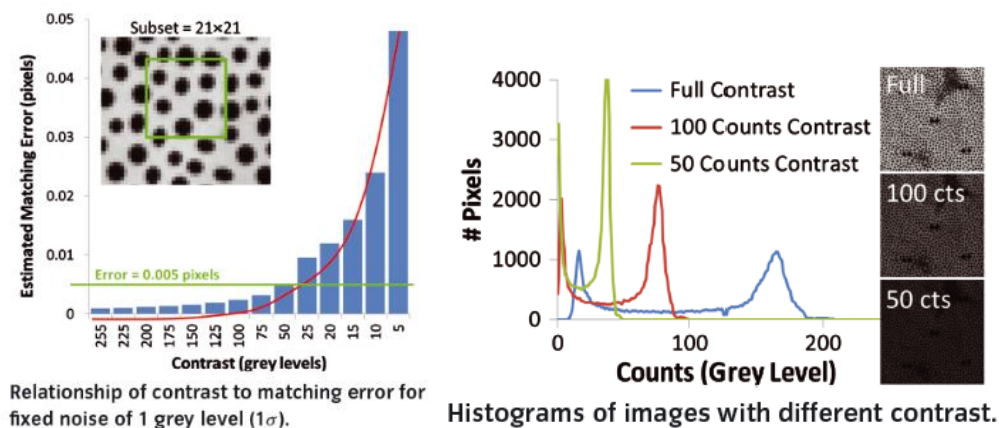 0.05
0.04
0.03
0.02
0.01
0
Estimated Matching Error (pixels)
Subset = 21×21
Error = 0.005 pixels
255
225
200
175
150
125
100
75
50
25
20
15
10
5
Contrast (grey levels)
Relationship of contrast to matching error for
fixed noise of 1 grey level (1σ).
4000
3000
2000
1000
0
# Pixels
Full Contrast
100 Counts Contrast
50 Counts Contrast
0 100 200
Counts (Grey Level)
Full
100 cts
50 cts
Histograms of images with different contrast.